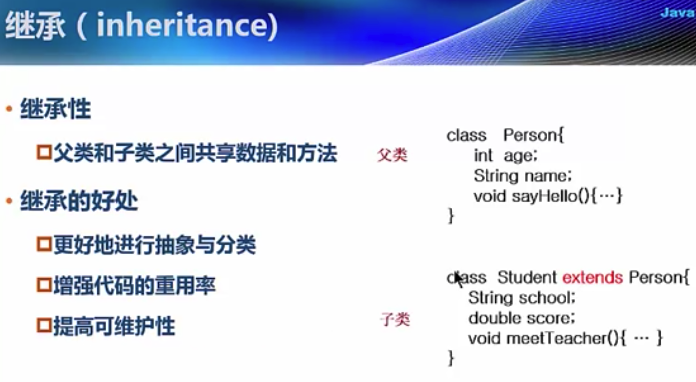 继承（inheritance)
Java
• 继承性
父类和子类之间共享数据和方法
• 继承的好处
更好地进行抽象与分类
增强代码的重用率
提高可维护性
父类
class Person{
int age;
String name;
void sayHello(){…}
}
子类
class Student extends Person{
String school;
double score;
void meetTeacher(){ … }
}